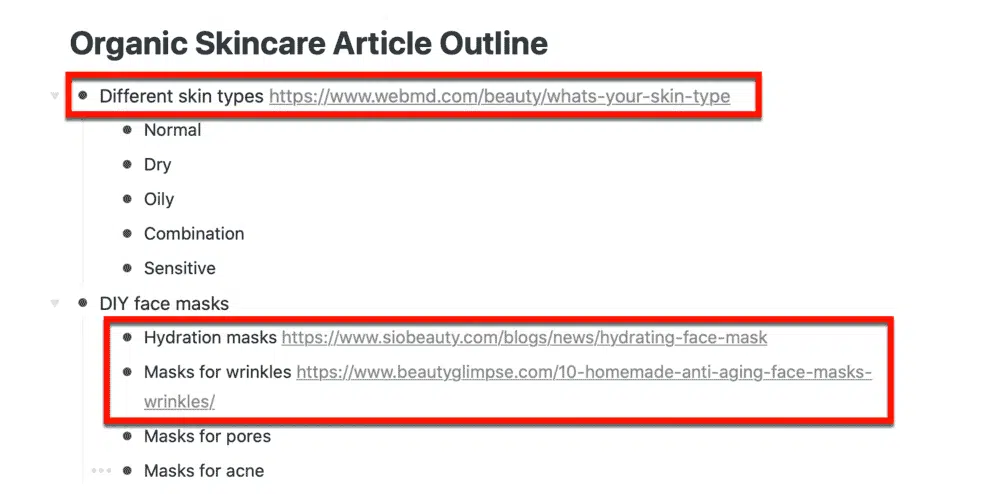 Organic Skincare Article Outline
Different skin types https://www.webmd.com/beauty/whats-your-skin-type
Normal
Dry
Oily
Combination
Sensitive
DIY face masks
Hydration masks https://www.siobeauty.com/blogs/news/hydrating-face-mask
Masks for wrinkles https://www.beautyglimpse.com/10-homemade-anti-aging-face-masks-
wrinkles/
Masks for pores
Masks for acne